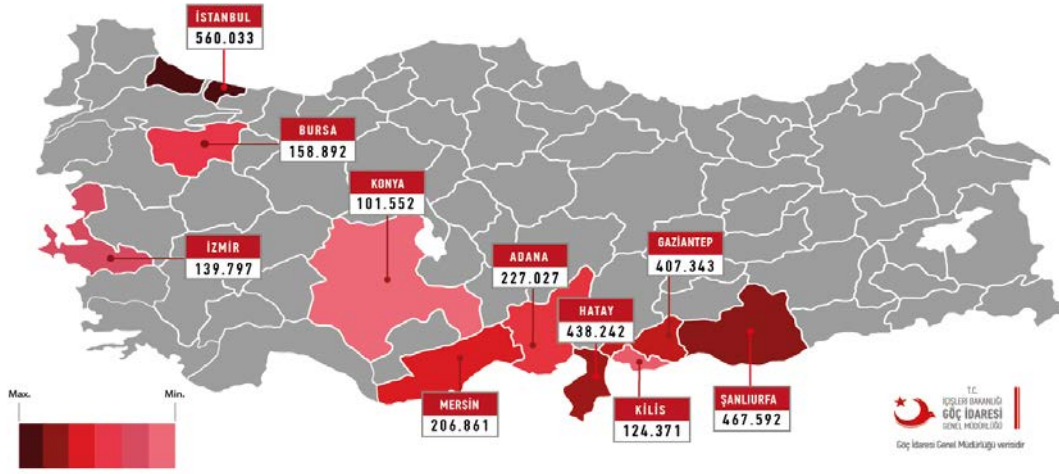 İSTANBUL
560.033
BURSA
158.892
KONYA
101.552
İZMİR
139.797
ADANA
227.027
GAZİANTEP
407.343
HATAY
438.242
MERSİN
206.861
KİLİS
124.371
ŞANLIURFA
467.592
Max.
Min.
T.C.
İÇİŞLERİ BAKANLIĞI
GÖÇ İDARESİ
GENEL MÜDÜRLÜĞÜ
Göç İdaresi Genel Müdürlüğü verisidir